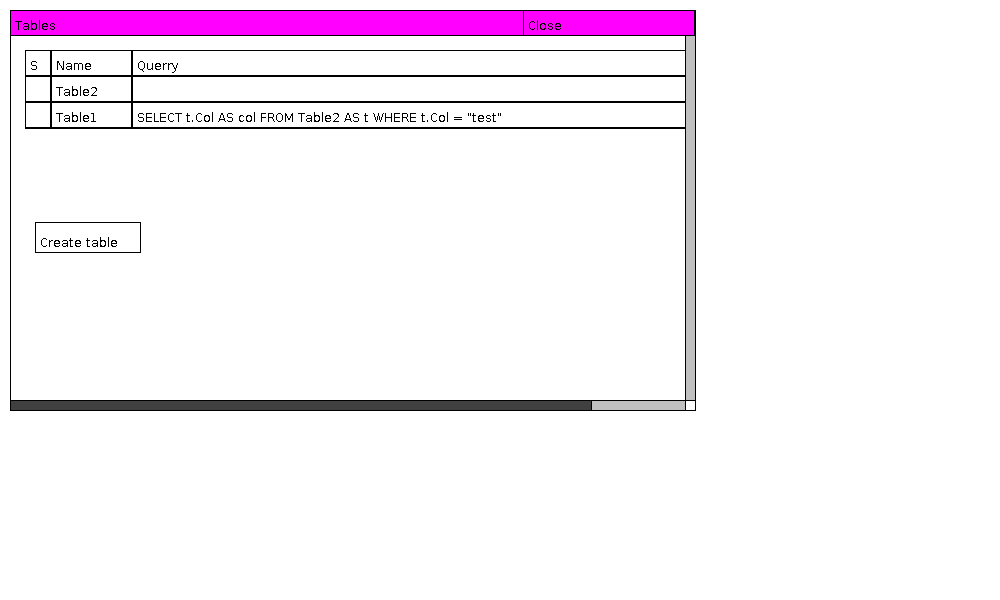 Tables Close
S Name Querry
Table2
Table1 SELECT t.Col AS col FROM Table2 AS t WHERE t.Col = "test"
Create table